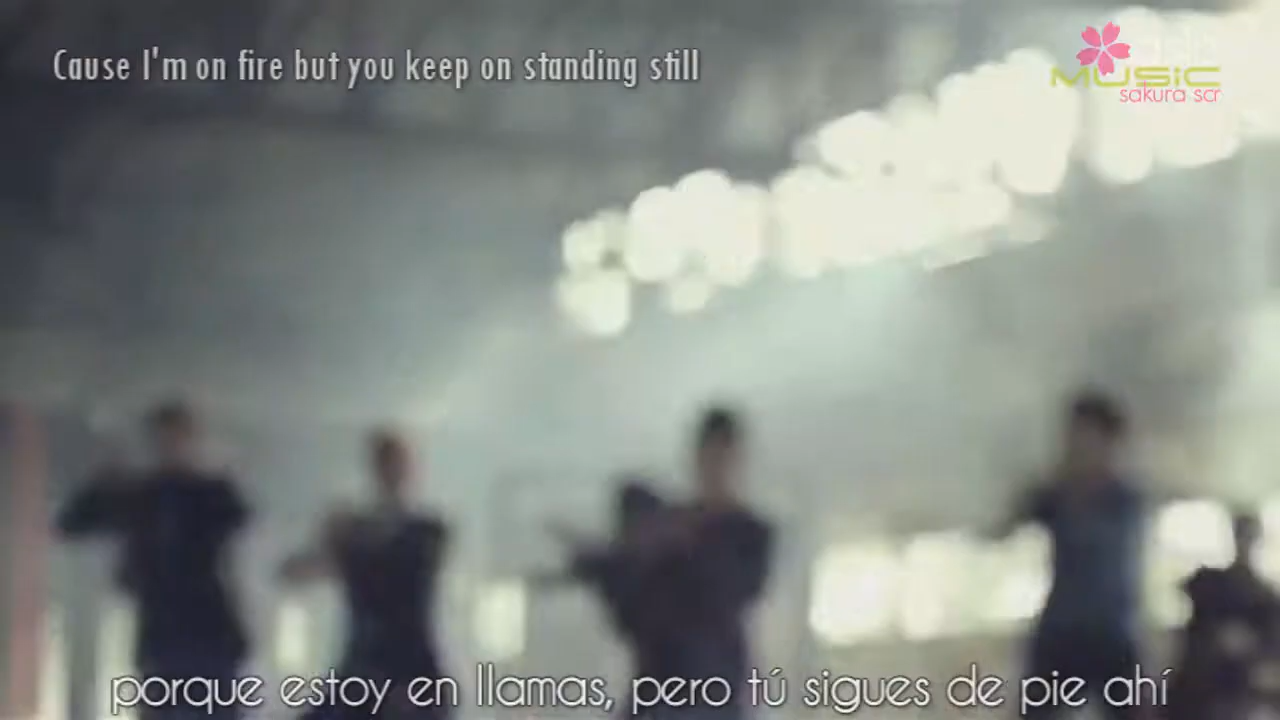 Cause I'm on fire but you keep on standing still
MUSiC
sakura scr
porque estoy en llamas, pero tú sigues de pie ahí